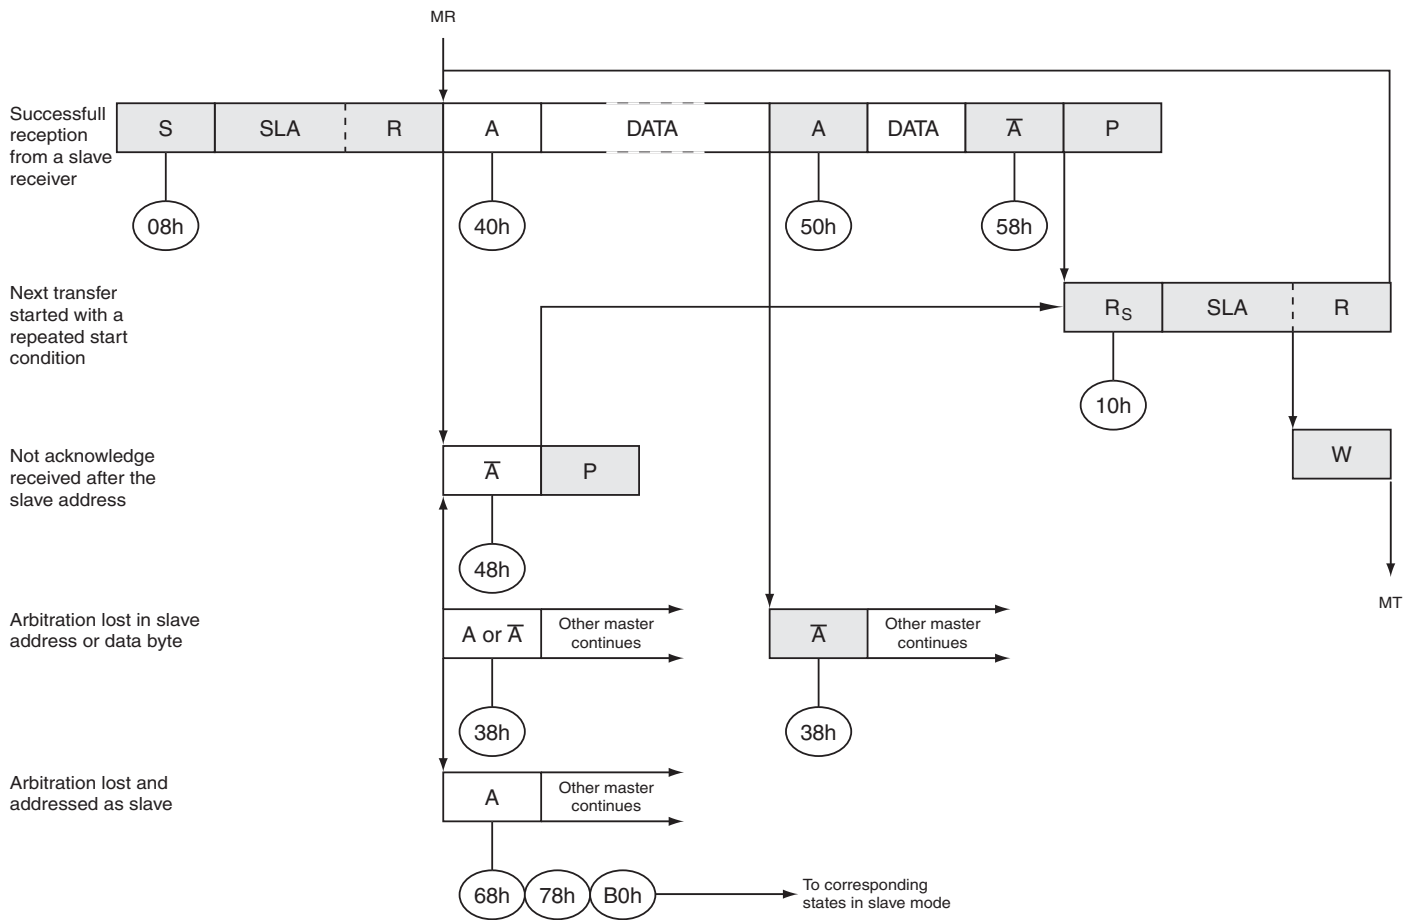 MR
Successfull
reception
from a slave
receiver
S SLA R A DATA A DATA A̅ P
08h 40h 50h 58h
Next transfer
started with a
repeated start
condition
RS SLA R
10h
Not acknowledge
received after the
slave address
A̅ P
W
48h
MT
Arbitration lost in slave
address or data byte
A or A̅
Other master
continues
A̅
Other master
continues
38h 38h
Arbitration lost and
addressed as slave
A
Other master
continues
68h 78h B0h
To corresponding
states in slave mode